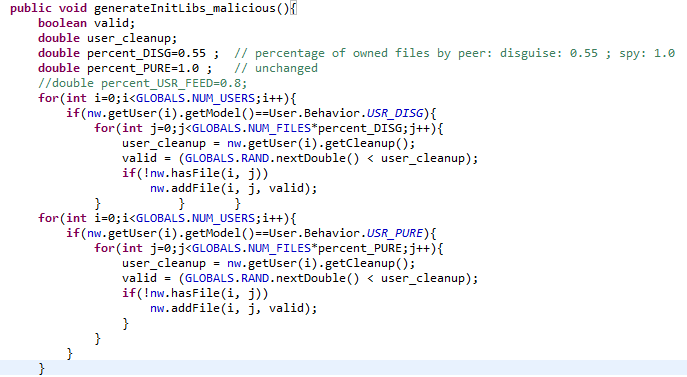 public void generateInitLibs_malicious(){
    boolean valid;
    double user_cleanup;
    double percent_DISG=0.55 ;  // percentage of owned files by peer: disguise: 0.55 ; spy: 1.0
    double percent_PURE=1.0 ;   // unchanged
    //double percent_USR_FEED=0.8;
    for(int i=0;i<GLOBALS.NUM_USERS;i++){
        if(nw.getUser(i).getModel()==User.Behavior.USR_DISG){
            for(int j=0;j<GLOBALS.NUM_FILES*percent_DISG;j++){
                user_cleanup = nw.getUser(i).getCleanup();
                valid = (GLOBALS.RAND.nextDouble() < user_cleanup);
                if(!nw.hasFile(i, j))
                    nw.addFile(i, j, valid);
            }           }       }
    for(int i=0;i<GLOBALS.NUM_USERS;i++){
        if(nw.getUser(i).getModel()==User.Behavior.USR_PURE){
            for(int j=0;j<GLOBALS.NUM_FILES*percent_PURE;j++){
                user_cleanup = nw.getUser(i).getCleanup();
                valid = (GLOBALS.RAND.nextDouble() < user_cleanup);
                if(!nw.hasFile(i, j))
                    nw.addFile(i, j, valid);
                }
            }
        }
    }